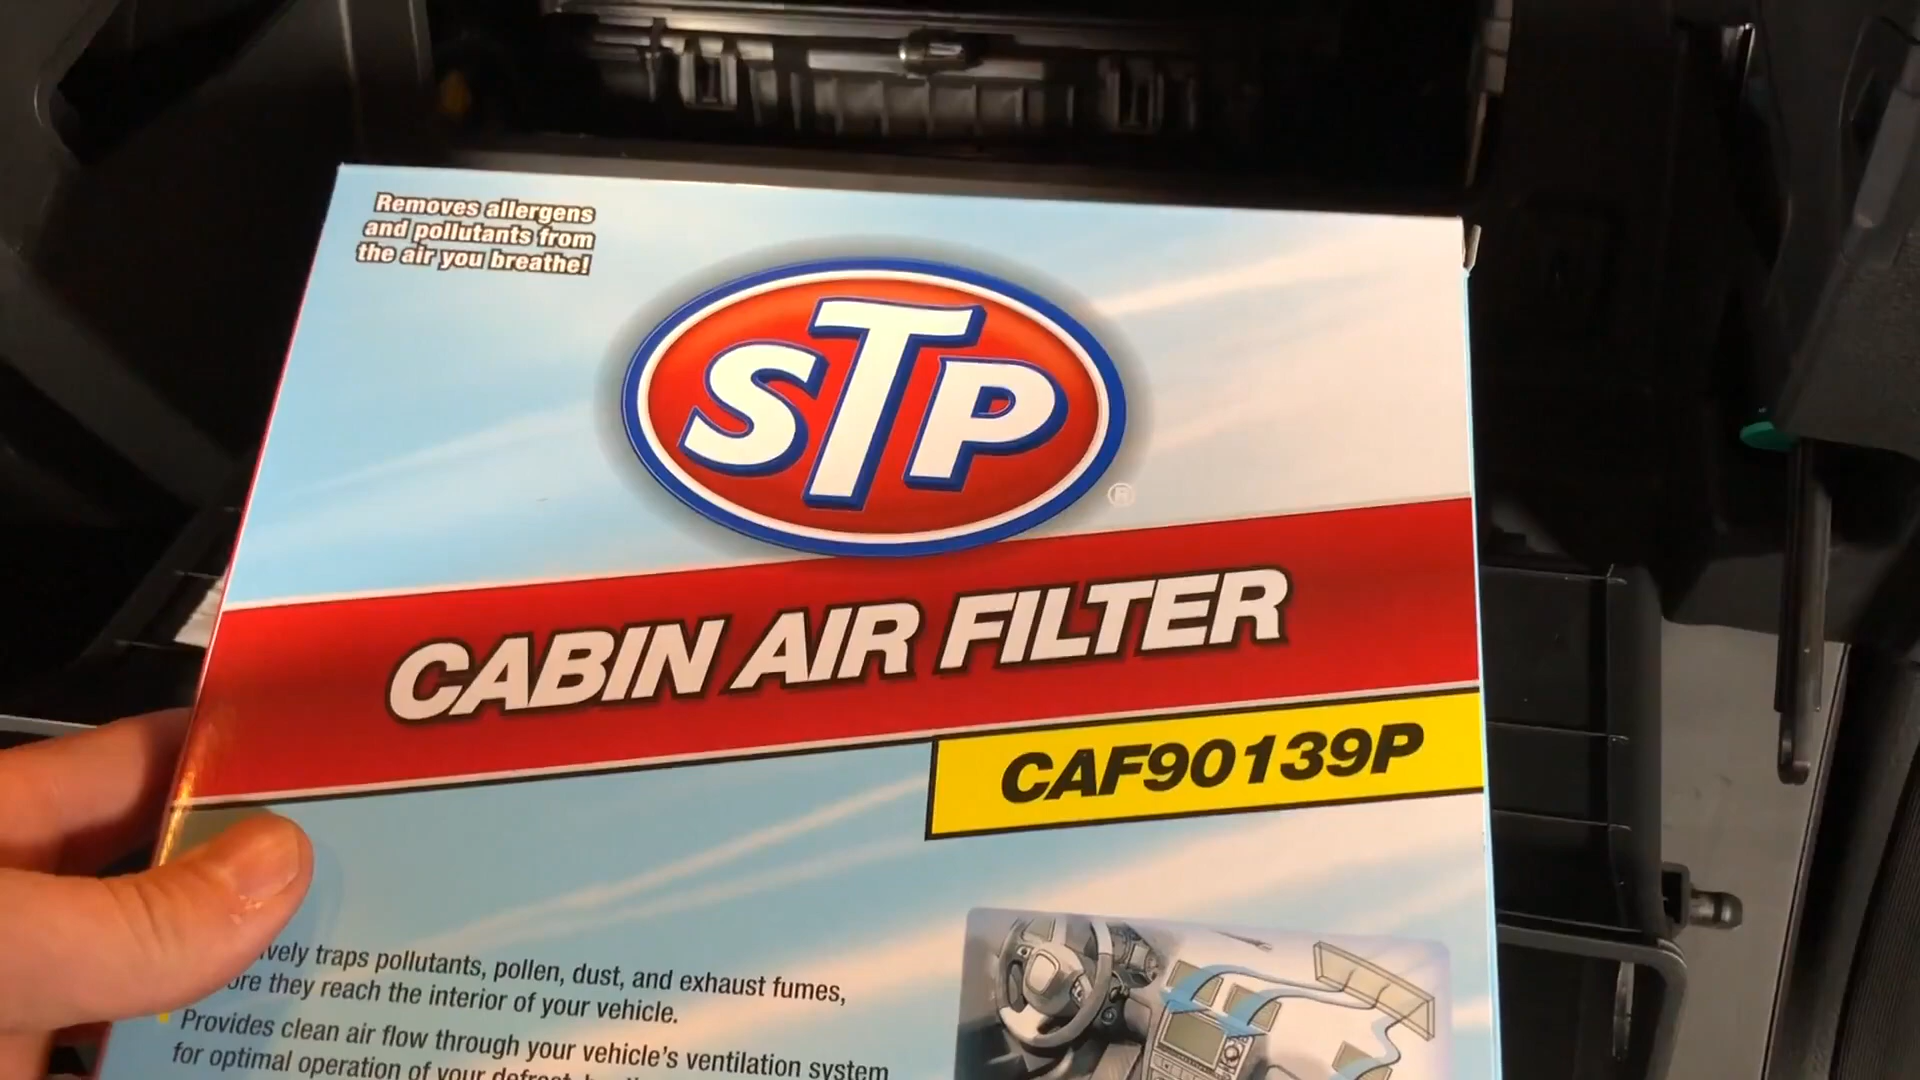 Removes allergens
and pollutants from
the air you breathe!
STP
®
CABIN AIR FILTER
CAF90139P
traps pollutants, pollen, dust, and exhaust fumes,
they reach the interior of your vehicle.
Provides clean air flow through your vehicle's ventilation system
for optimal operation of your